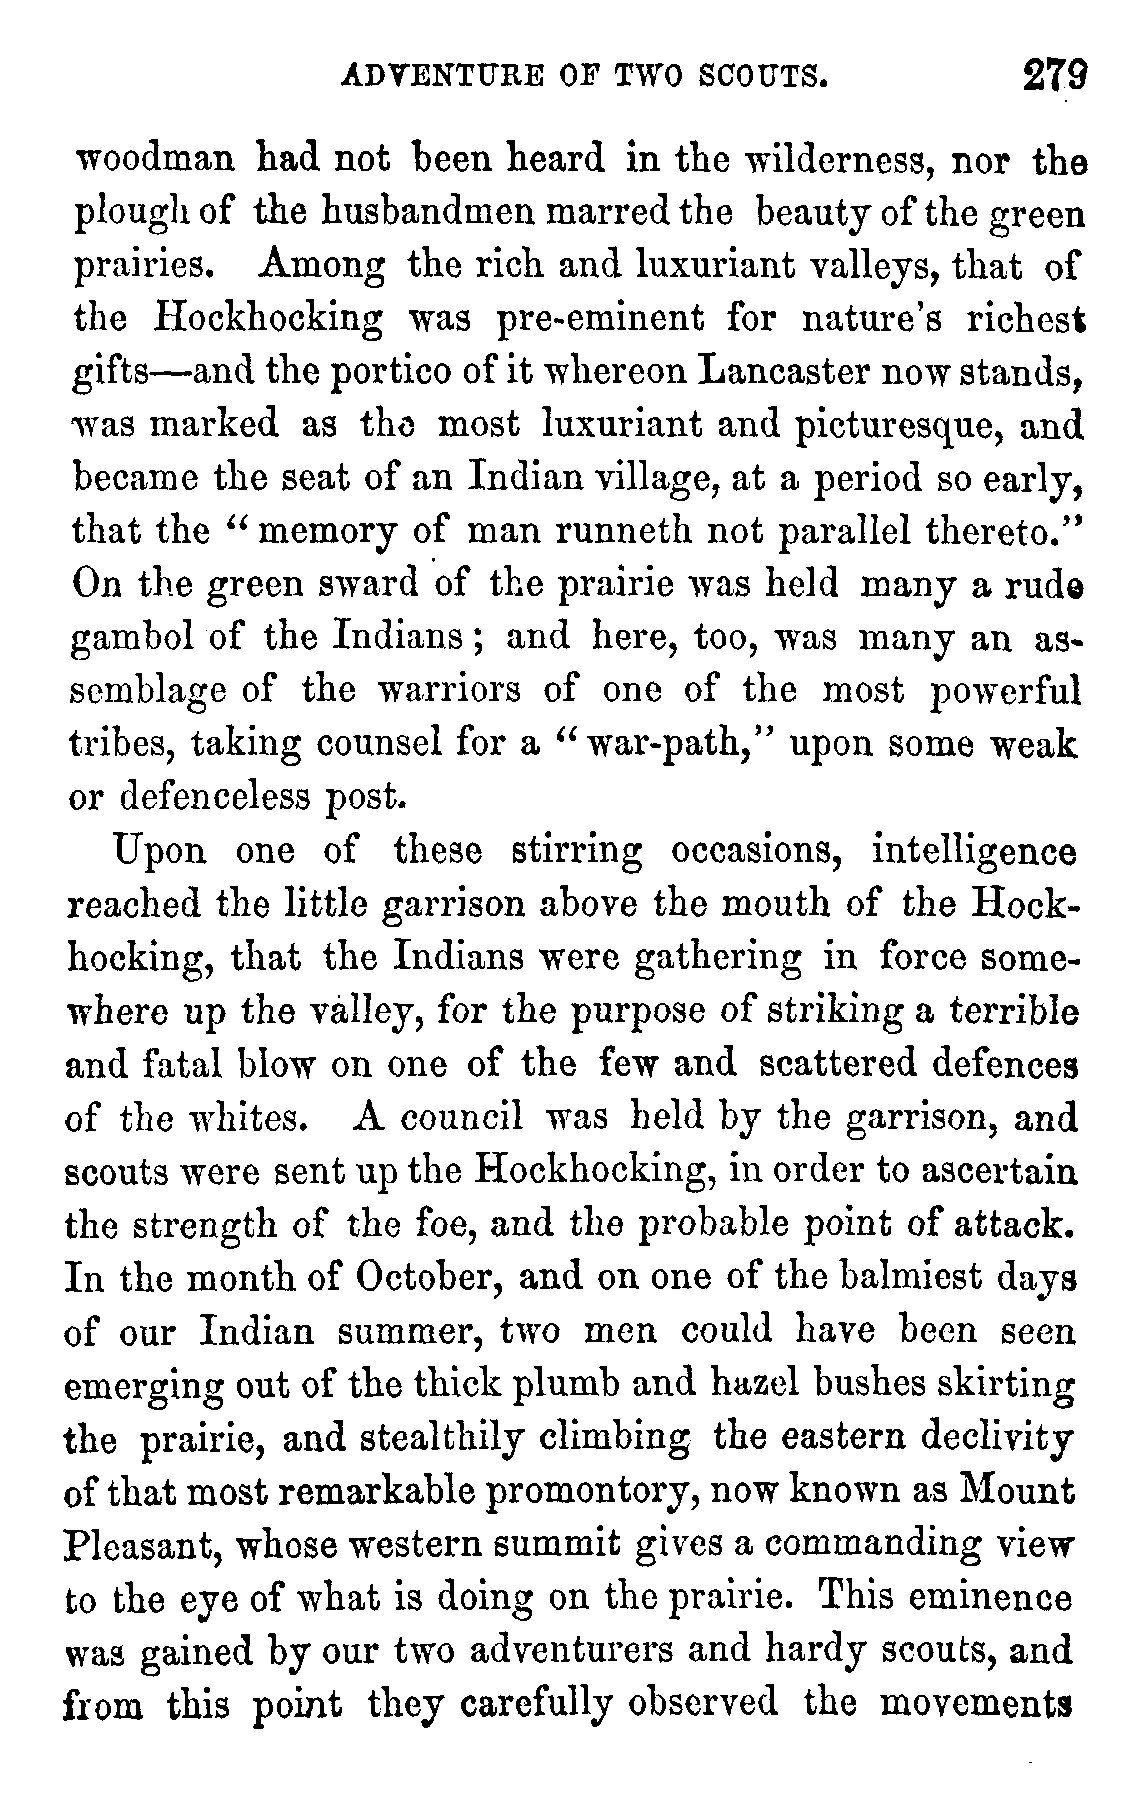 ADVENTURE OF TWO SCOUTS. 279
woodman had not been heard in the wilderness, nor the
plough of the husbandmen marred the beauty of the green
prairies. Among the rich and luxuriant valleys, that of
the Hockhocking was pre-eminent for nature's richest
gifts—and the portico of it whereon Lancaster now stands,
was marked as the most luxuriant and picturesque, and
became the seat of an Indian village, at a period so early,
that the "memory of man runneth not parallel thereto."
On the green sward of the prairie was held many a rude
gambol of the Indians; and here, too, was many an as-
semblage of the warriors of one of the most powerful
tribes, taking counsel for a "war-path," upon some weak
or defenceless post.
Upon one of these stirring occasions, intelligence
reached the little garrison above the mouth of the Hock-
hocking, that the Indians were gathering in force some-
where up the valley, for the purpose of striking a terrible
and fatal blow on one of the few and scattered defences
of the whites. A council was held by the garrison, and
scouts were sent up the Hockhocking, in order to ascertain
the strength of the foe, and the probable point of attack.
In the month of October, and on one of the balmiest days
of our Indian summer, two men could have been seen
emerging out of the thick plumb and hazel bushes skirting
the prairie, and stealthily climbing the eastern declivity
of that most remarkable promontory, now known as Mount
Pleasant, whose western summit gives a commanding view
to the eye of what is doing on the prairie. This eminence
was gained by our two adventurers and hardy scouts, and
from this point they carefully observed the movements